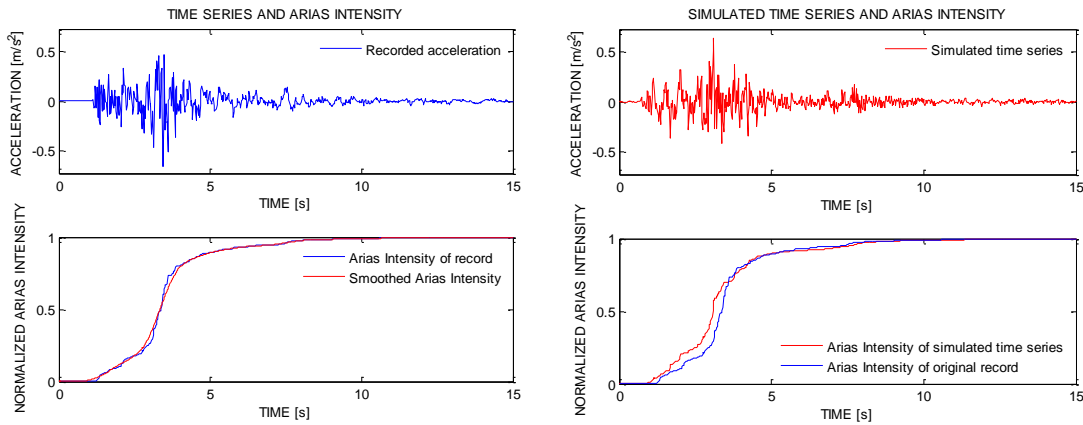 TIME SERIES AND ARIAS INTENSITY
ACCELERATION [m/s²]
0.5
0
-0.5
Recorded acceleration
0 5 10 15
TIME [s]
NORMALIZED ARIAS INTENSITY
1
0.5
0
Arias Intensity of record
Smoothed Arias Intensity
0 5 10 15
TIME [s]
SIMULATED TIME SERIES AND ARIAS INTENSITY
ACCELERATION [m/s²]
0.5
0
-0.5
Simulated time series
0 5 10 15
TIME [s]
NORMALIZED ARIAS INTENSITY
1
0.5
0
Arias Intensity of simulated time series
Arias Intensity of original record
0 5 10 15
TIME [s]